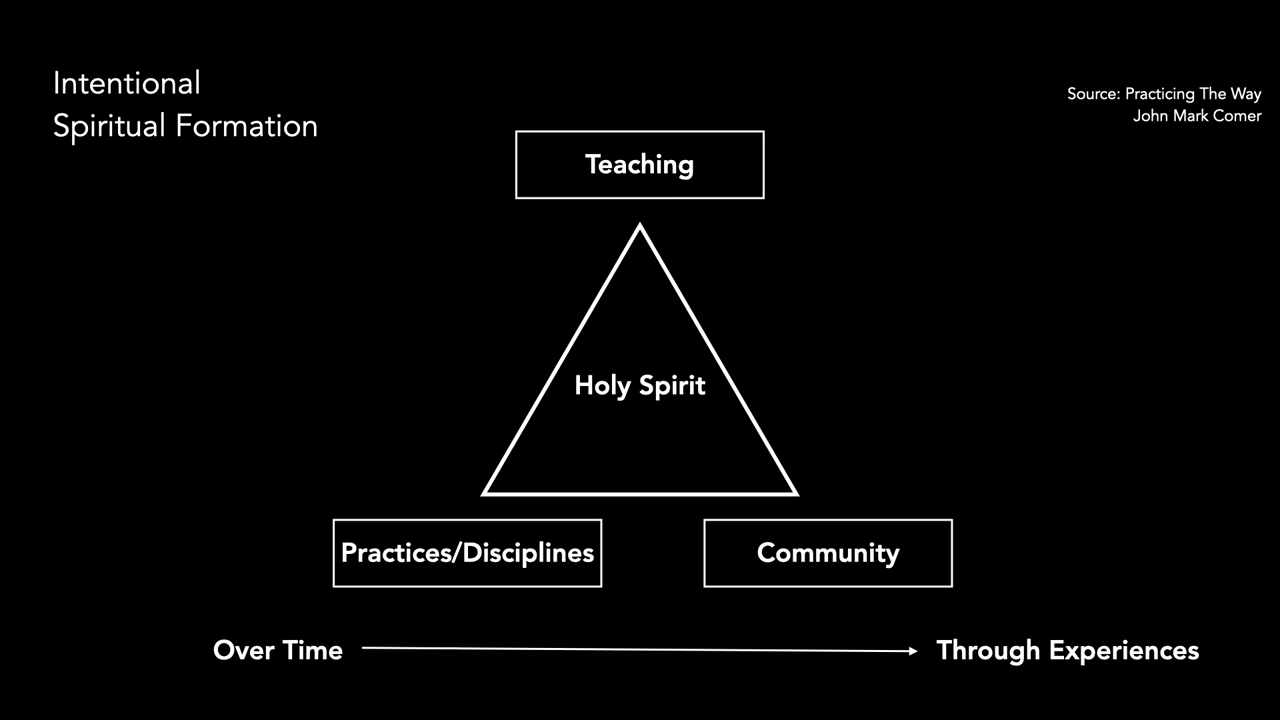 Intentional
Spiritual Formation
Source: Practicing The Way
John Mark Comer
Teaching
Holy Spirit
Practices/Disciplines
Community
Over Time
Through Experiences